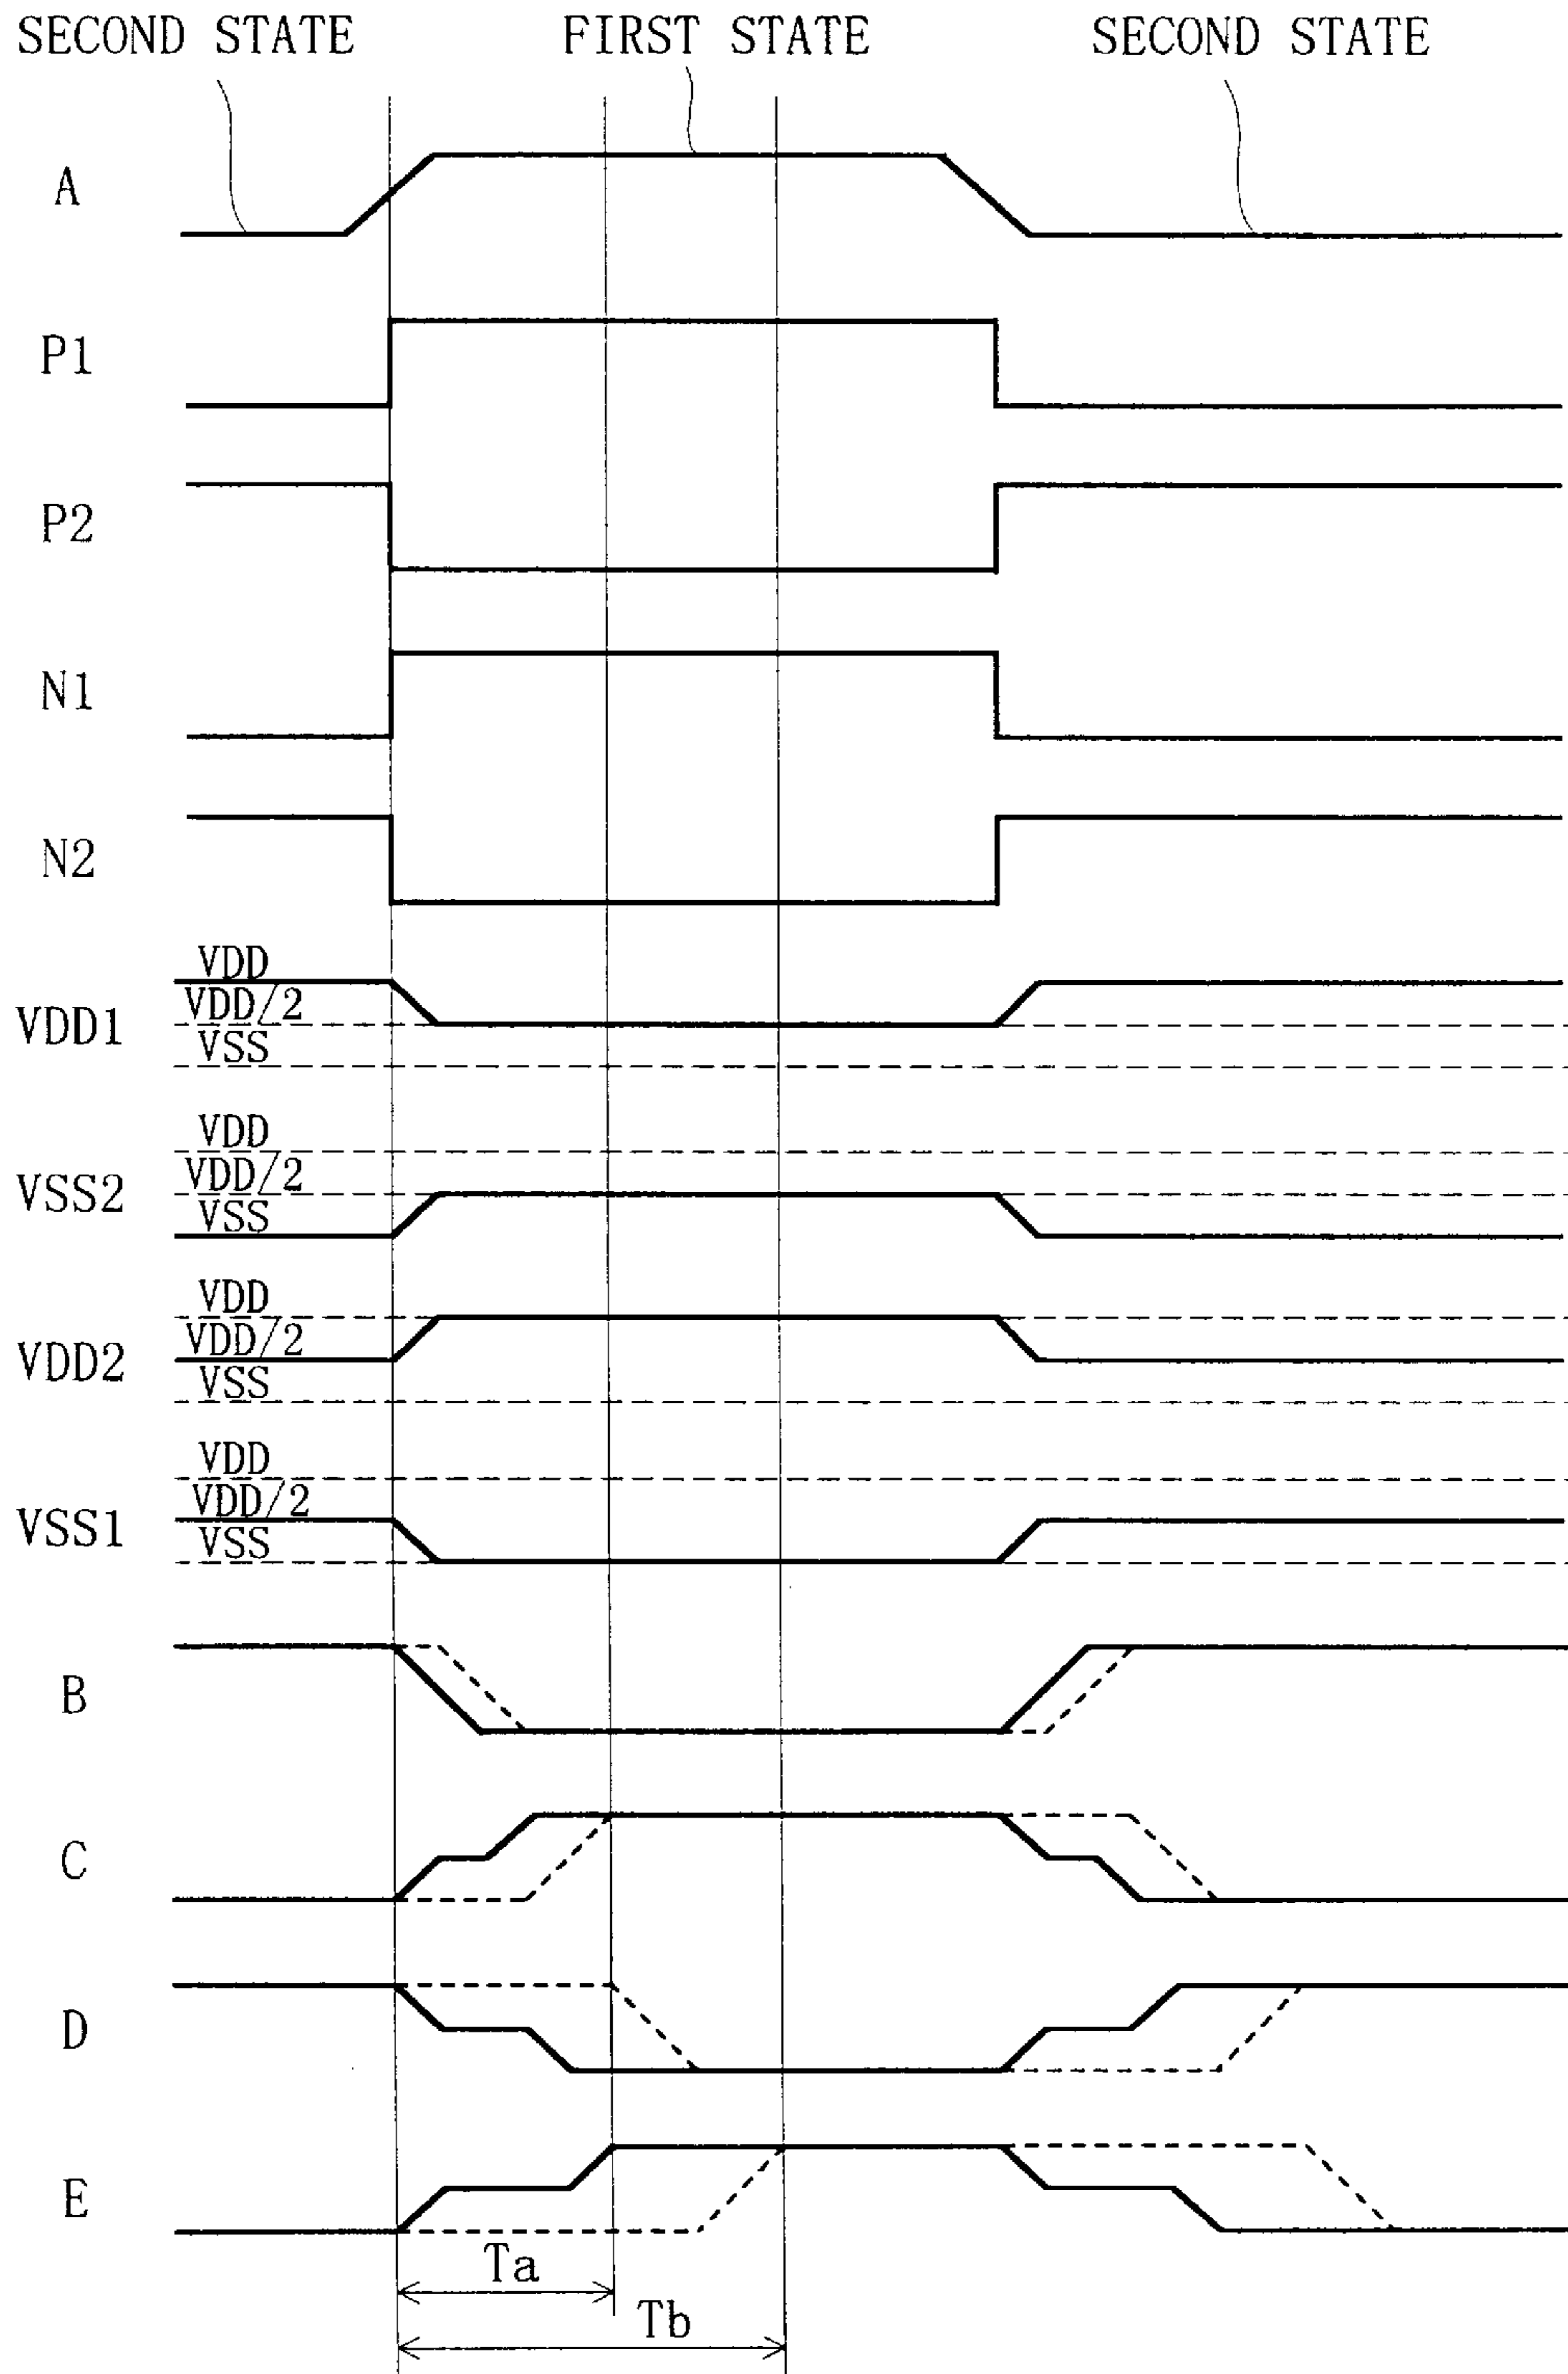 SECOND STATE FIRST STATE SECOND STATE
A
P1
P2
N1
N2
VDD
VDD/2
VDD1
VSS
VDD
VDD/2
VSS2
VSS
VDD
VDD/2
VDD2
VSS
VDD
VDD/2
VSS1
VSS
B
C
D
E
Ta
Tb